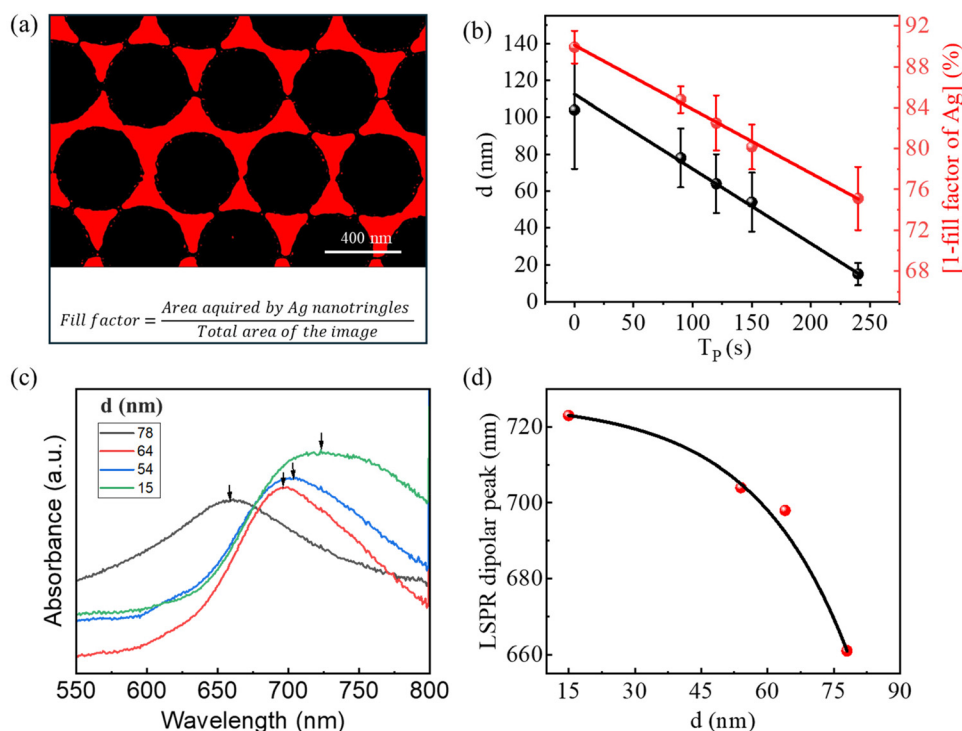 (a)
400 nm
Fill factor = Area aquired by Ag nanotringles / Total area of the image
(b)
140
120
100
80
60
40
20
0
d (nm)
92
88
84
80
76
72
68
[1-fill factor of Ag] (%)
0 50 100 150 200 250
T_P (s)
(c)
d (nm)
78
64
54
15
Absorbance (a.u.)
550 600 650 700 750 800
Wavelength (nm)
(d)
720
700
680
660
LSPR dipolar peak (nm)
15 30 45 60 75 90
d (nm)